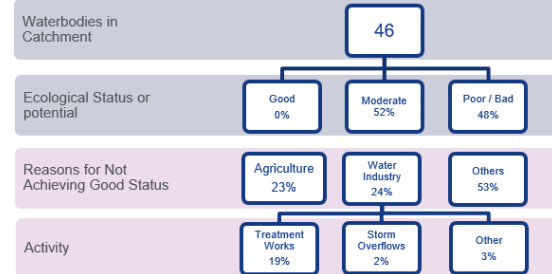 Waterbodies in
Catchment
46
Ecological Status or
potential
Good
0%
Moderate
52%
Poor / Bad
48%
Reasons for Not
Achieving Good Status
Agriculture
23%
Water
Industry
24%
Others
53%
Activity
Treatment
Works
19%
Storm
Overflows
2%
Other
3%